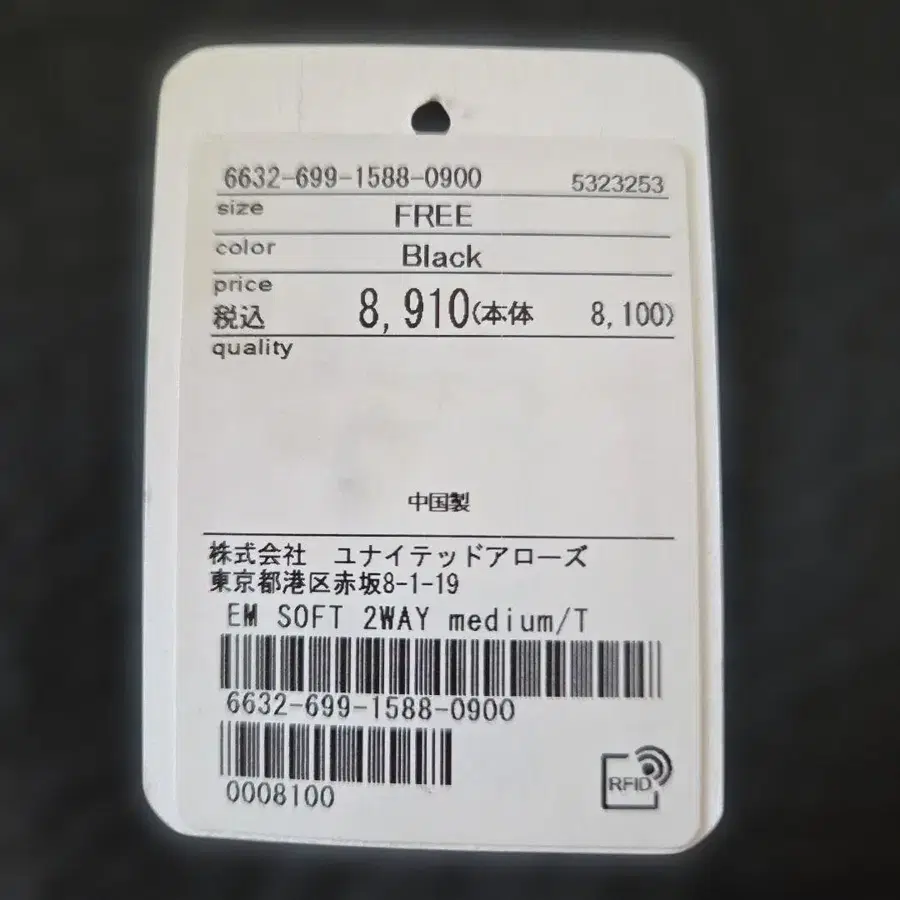 6632-699-1588-0900 5323253
size FREE
color Black
price
税込 8,910(本体 8,100)
quality
中国製
株式会社 ユナイテッドアローズ
東京都港区赤坂8-1-19
EM SOFT 2WAY medium/T
6632-699-1588-0900
0008100
RFID